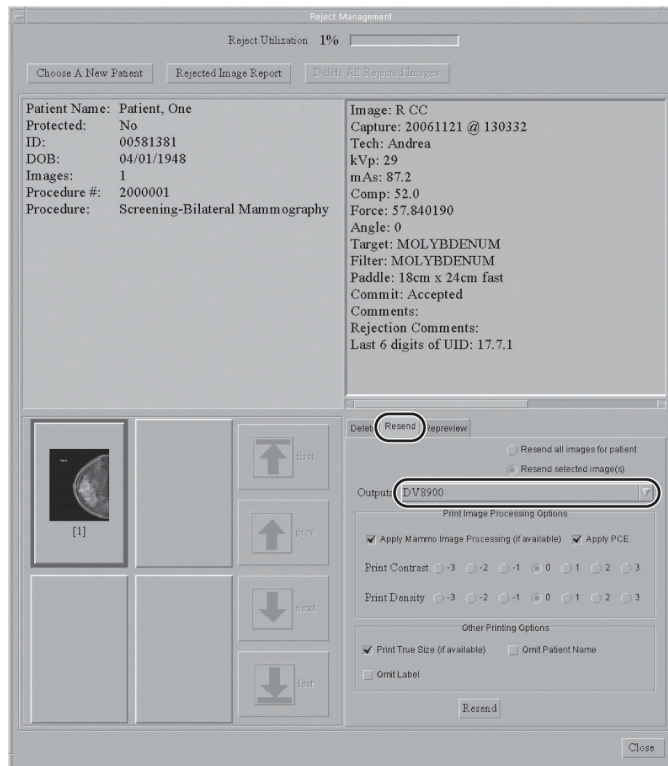 Reject Management
Reject Utilization 1%
Choose A New Patient Rejected Image Report Delete All Rejected Images
Patient Name: Patient, One
Protected: No
ID: 00581381
DOB: 04/01/1948
Images: 1
Procedure #: 2000001
Procedure: Screening-Bilateral Mammography
Image: R CC
Capture: 20061121 @ 130332
Tech: Andrea
kVp: 29
mAs: 87.2
Comp: 52.0
Force: 57.840190
Angle: 0
Target: MOLYBDENUM
Filter: MOLYBDENUM
Paddle: 18cm x 24cm fast
Commit: Accepted
Comments:
Rejection Comments:
Last 6 digits of UID: 17.7.1
[1]
first
prev
next
last
Delete Resend Repreview
Resend all images for patient
Resend selected image(s)
Outputs DV8900
Print Image Processing Options
Apply Mammo Image Processing (if available) Apply PCE
Print Contrast -3 -2 -1 0 1 2 3
Print Density -3 -2 -1 0 1 2 3
Other Printing Options
Print True Size (if available) Omit Patient Name
Omit Label
Resend
Close